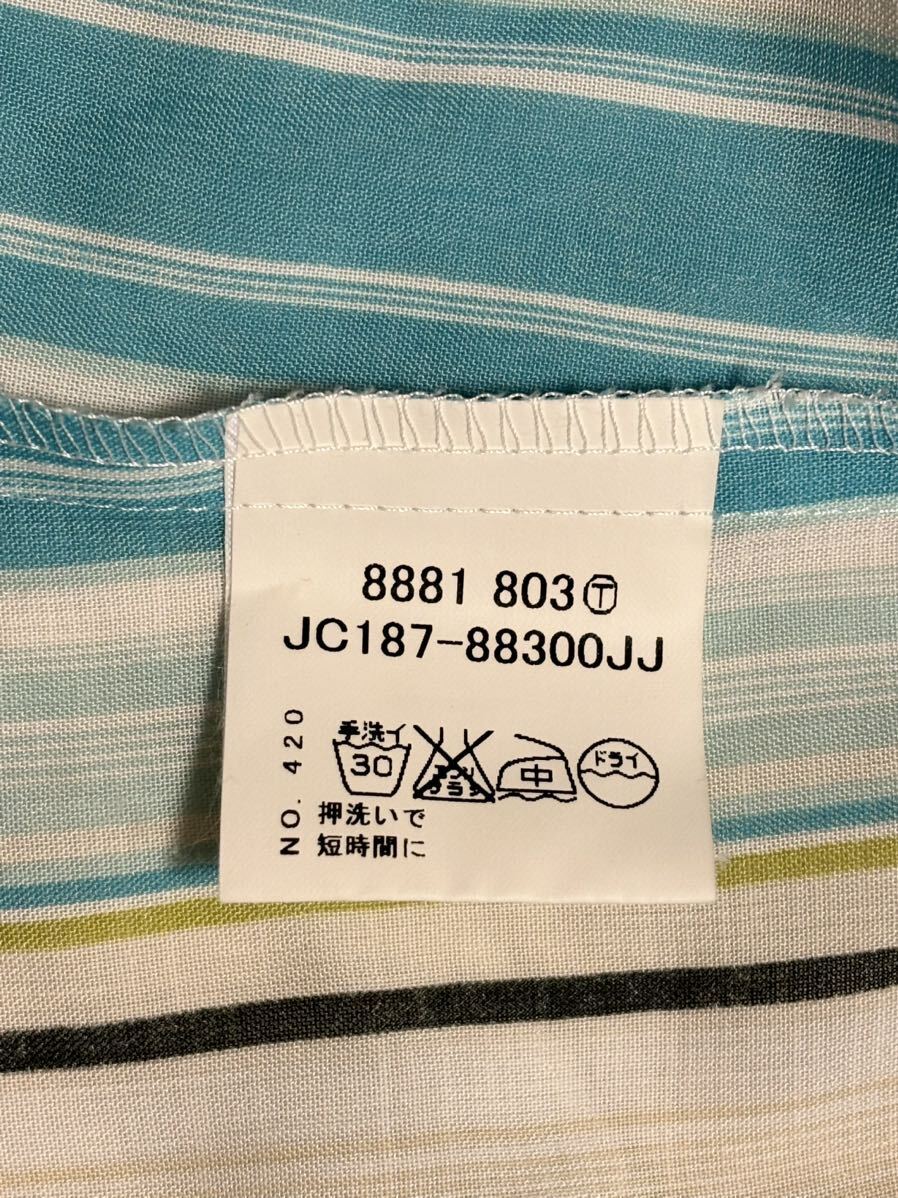 8881 803Ⓣ
JC187-88300JJ
NO. 420
手洗イ
30
エンソ
サラシ
中
ドライ
押洗いで
短時間に